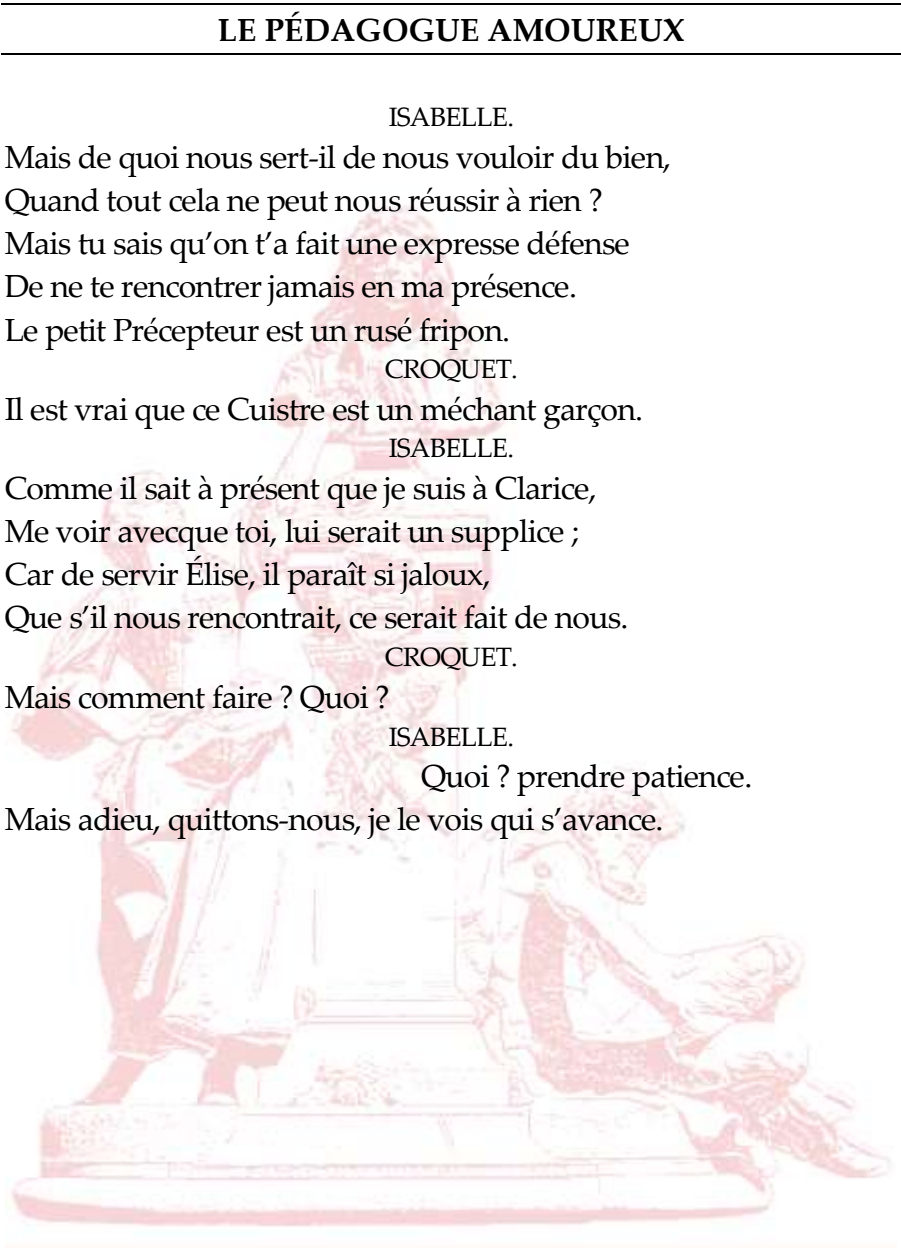 LE PÉDAGOGUE AMOUREUX
ISABELLE.
Mais de quoi nous sert-il de nous vouloir du bien,
Quand tout cela ne peut nous réussir à rien ?
Mais tu sais qu’on t’a fait une expresse défense
De ne te rencontrer jamais en ma présence.
Le petit Précepteur est un rusé fripon.
CROQUET.
Il est vrai que ce Cuistre est un méchant garçon.
ISABELLE.
Comme il sait à présent que je suis à Clarice,
Me voir avecque toi, lui serait un supplice ;
Car de servir Élise, il paraît si jaloux,
Que s’il nous rencontrait, ce serait fait de nous.
CROQUET.
Mais comment faire ? Quoi ?
ISABELLE.
Quoi ? prendre patience.
Mais adieu, quittons-nous, je le vois qui s’avance.